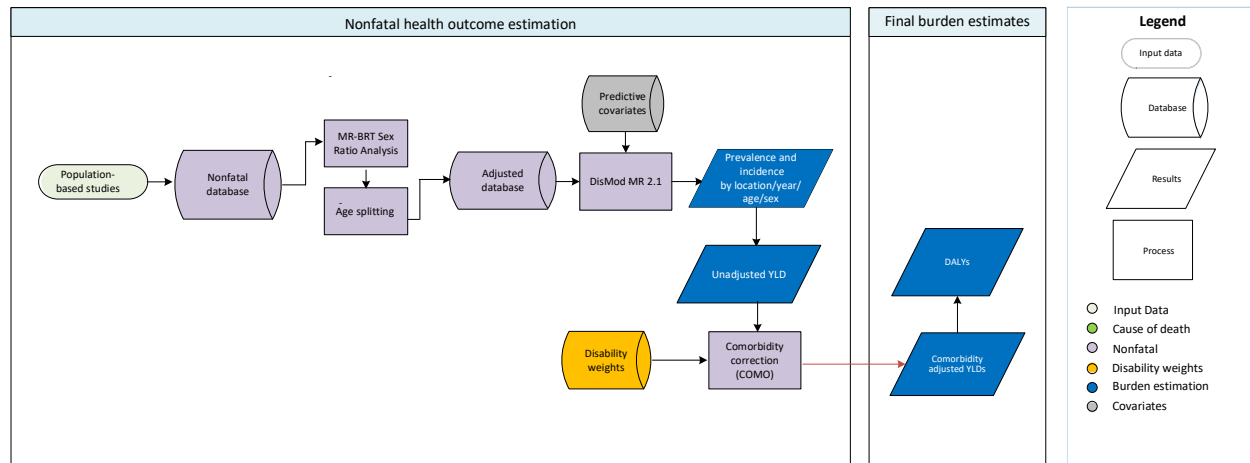 Nonfatal health outcome estimation
Final burden estimates
Legend
Input data
Database
Results
Process
Input Data
Cause of death
Nonfatal
Disability weights
Burden estimation
Covariates
Population-
based studies
Nonfatal
database
MR-BRT Sex
Ratio Analysis
Age splitting
Adjusted
database
Predictive
covariates
DisMod MR 2.1
Prevalence and
incidence
by location/year/
age/sex
Unadjusted YLD
Disability
weights
Comorbidity
correction
(COMO)
DALYs
Comorbidity
adjusted YLDs